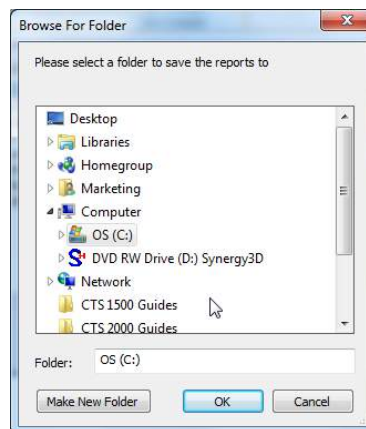 Browse For Folder
Please select a folder to save the reports to
Desktop
Libraries
Homegroup
Marketing
Computer
OS (C:)
DVD RW Drive (D:) Synergy3D
Network
CTS 1500 Guides
CTS 2000 Guides
Folder: OS (C:)
Make New Folder OK Cancel